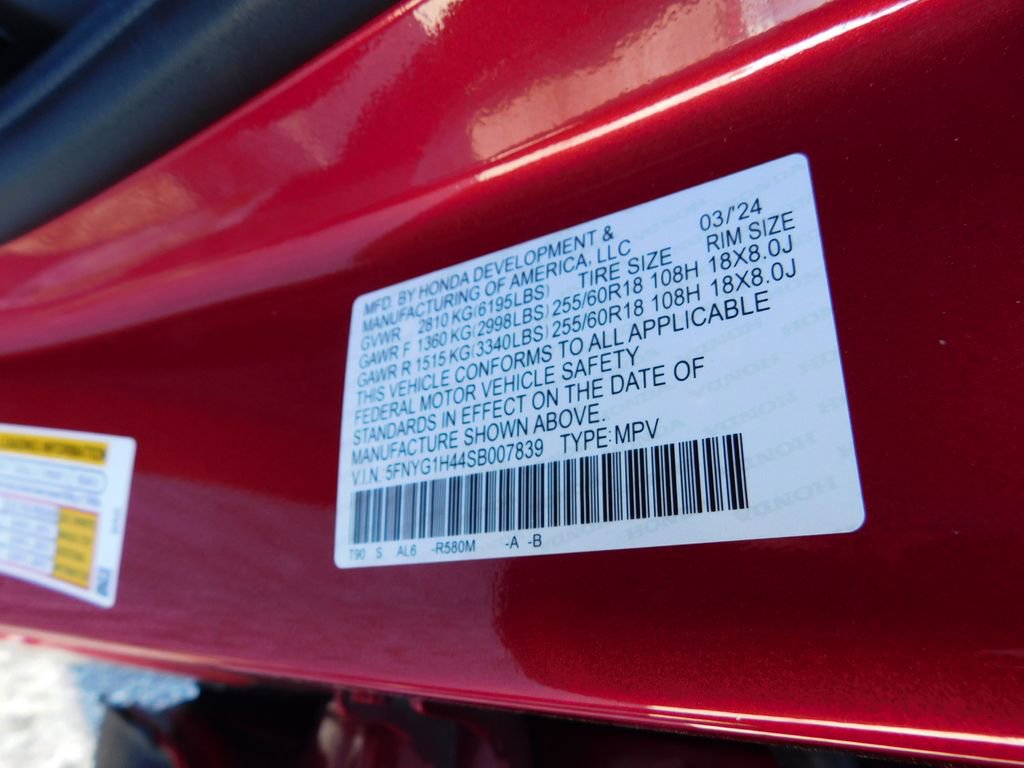 MFD. BY HONDA DEVELOPMENT &
MANUFACTURING OF AMERICA, LLC 03/'24
GVWR 2810 KG(6195LBS) TIRE SIZE RIM SIZE
GAWR F 1360 KG(2998LBS) 255/60R18 108H 18X8.0J
GAWR R 1515 KG(3340LBS) 255/60R18 108H 18X8.0J
THIS VEHICLE CONFORMS TO ALL APPLICABLE
FEDERAL MOTOR VEHICLE SAFETY
STANDARDS IN EFFECT ON THE DATE OF
MANUFACTURE SHOWN ABOVE.
V.I.N.:5FNYG1H44SB007839 TYPE:MPV
T90 S AL6 -R580M -A -B
LOADING INFORMATION